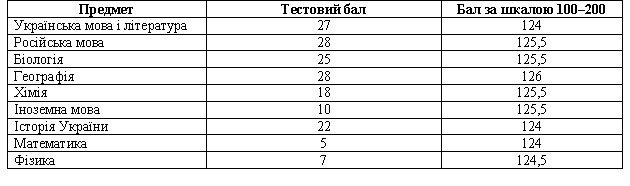 Предмет Тестовий бал Бал за шкалою 100–200
Українська мова і література 27 124
Російська мова 28 125,5
Біологія 25 125,5
Географія 28 126
Хімія 18 125,5
Іноземна мова 10 125,5
Історія України 22 124
Математика 5 124
Фізика 7 124,5